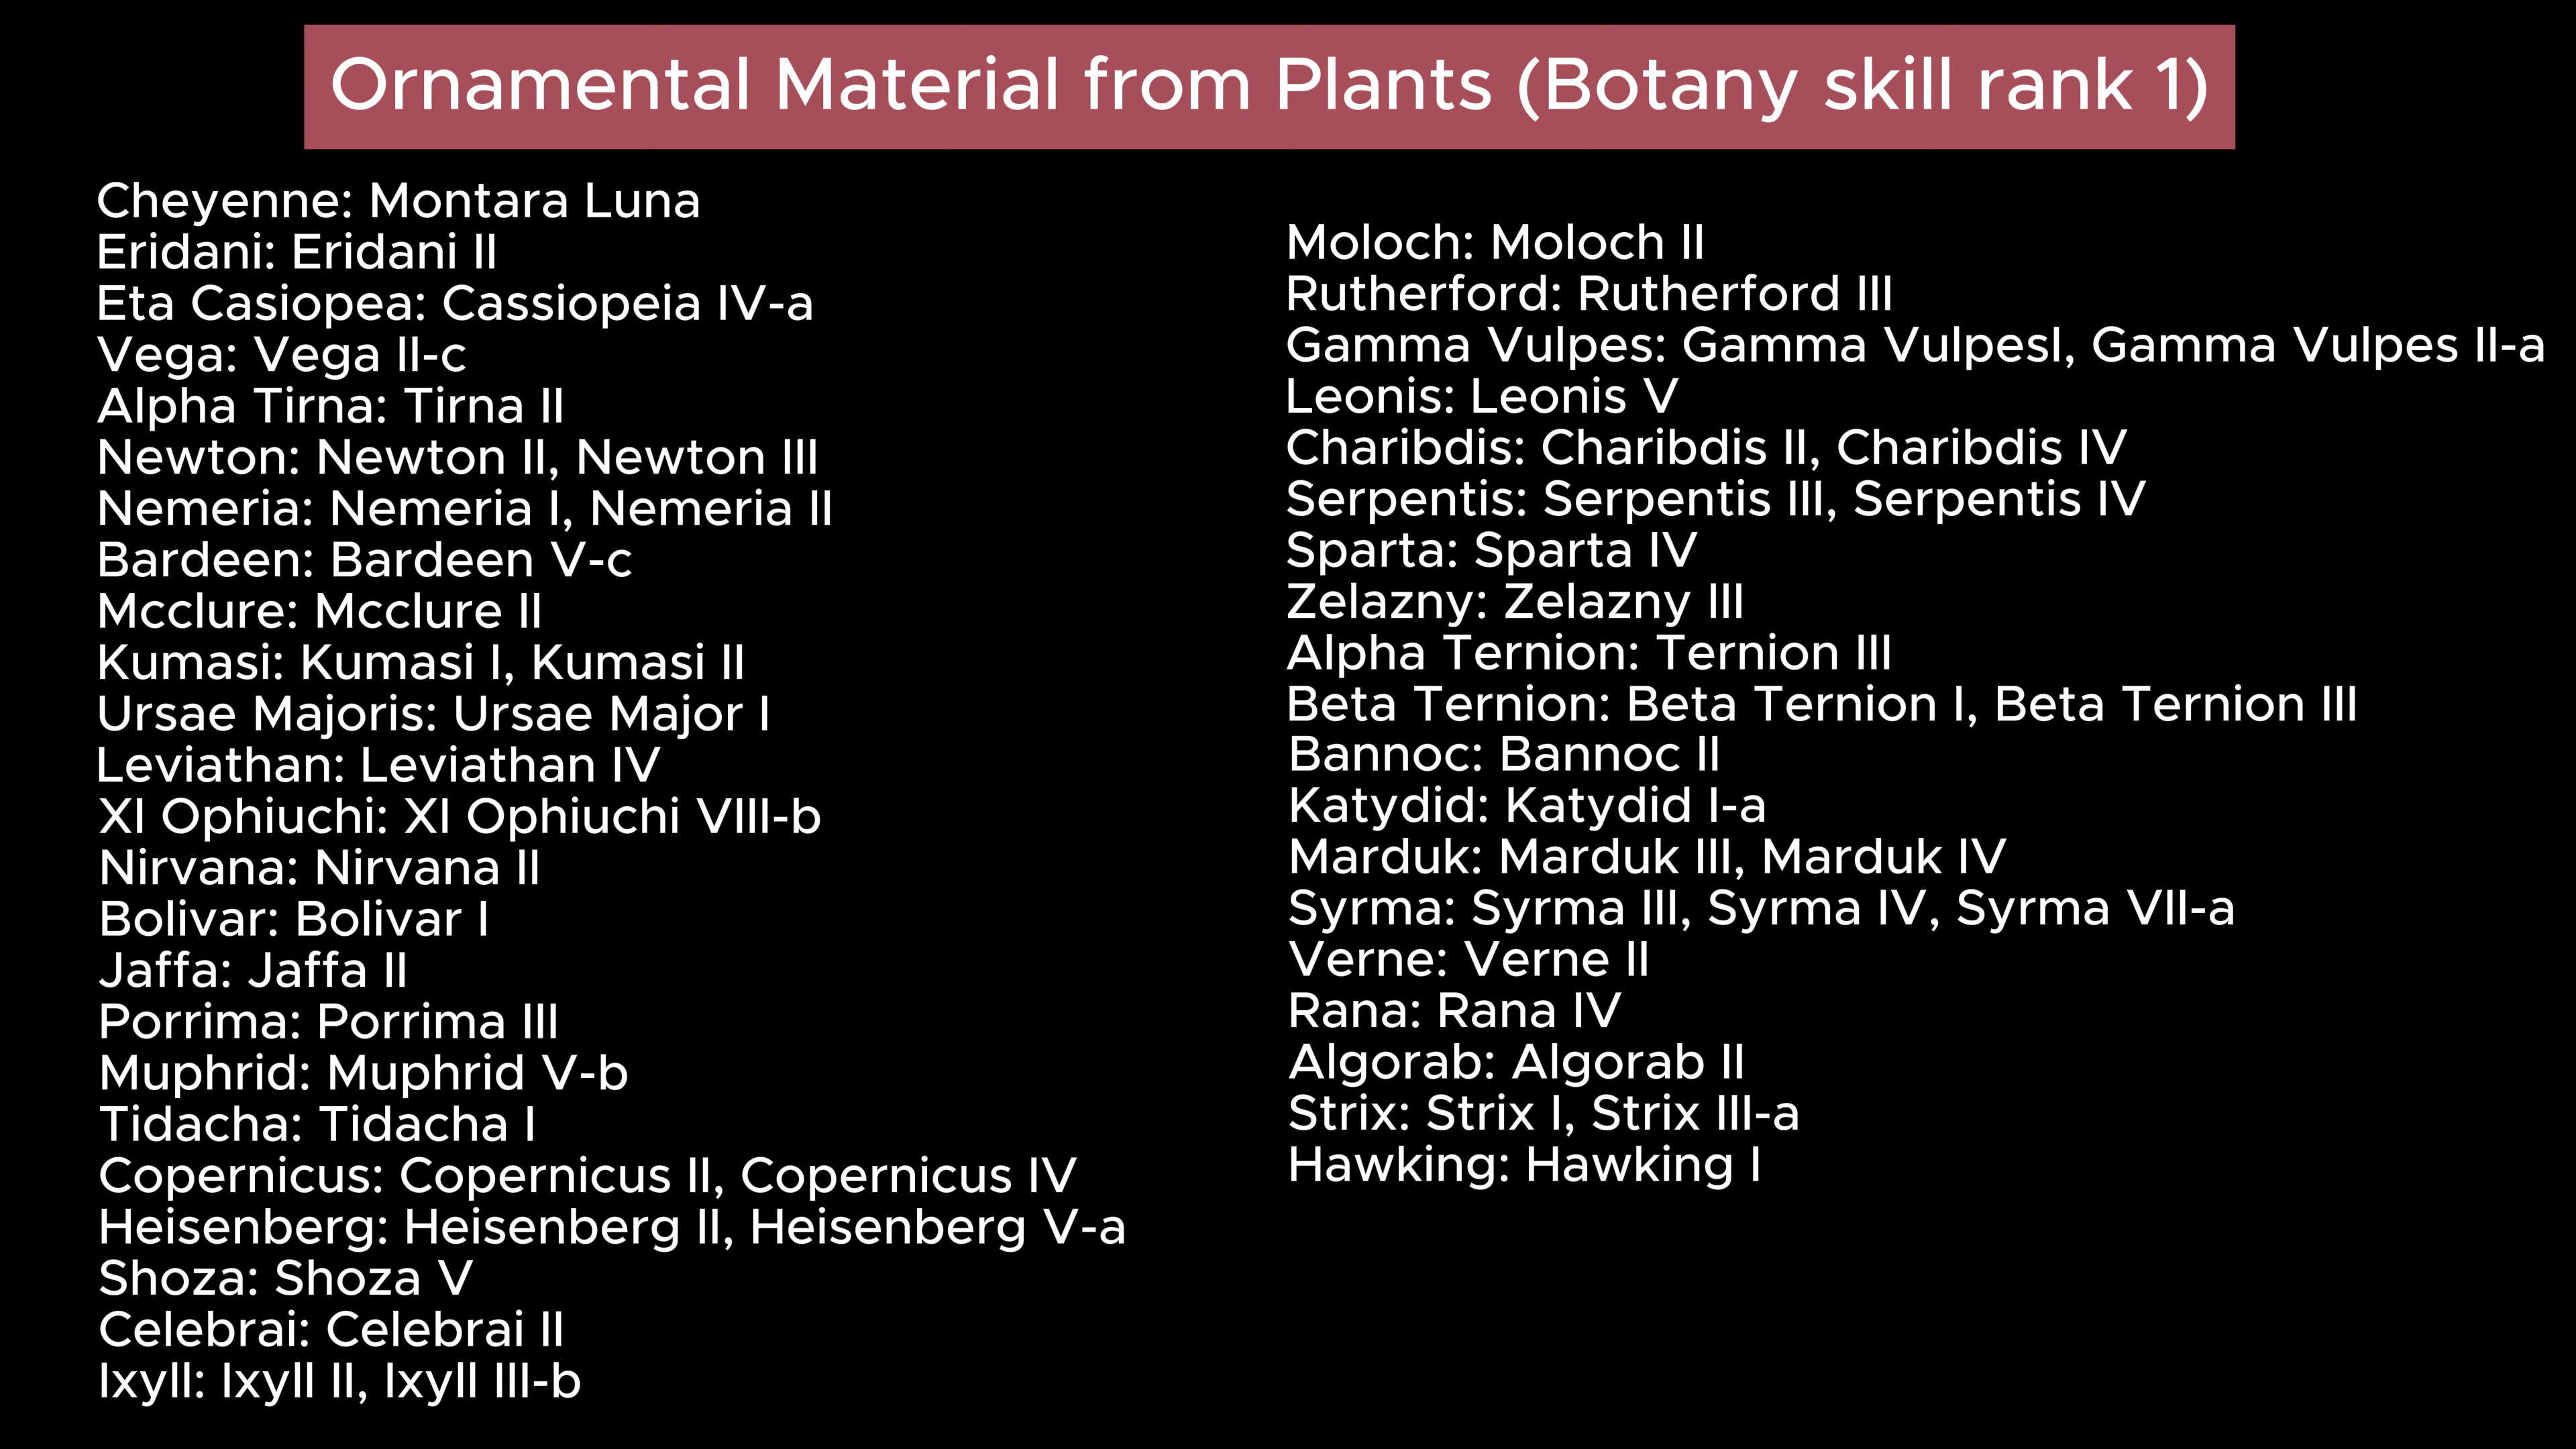 Ornamental Material from Plants (Botany skill rank 1)
Cheyenne: Montara Luna
Eridani: Eridani II
Eta Casiopea: Cassiopeia IV-a
Vega: Vega II-c
Alpha Tirna: Tirna II
Newton: Newton II, Newton III
Nemeria: Nemeria I, Nemeria II
Bardeen: Bardeen V-c
Mcclure: Mcclure II
Kumasi: Kumasi I, Kumasi II
Ursae Majoris: Ursae Major I
Leviathan: Leviathan IV
XI Ophiuchi: XI Ophiuchi VIII-b
Nirvana: Nirvana II
Bolivar: Bolivar I
Jaffa: Jaffa II
Porrima: Porrima III
Muphrid: Muphrid V-b
Tidacha: Tidacha I
Copernicus: Copernicus II, Copernicus IV
Heisenberg: Heisenberg II, Heisenberg V-a
Shoza: Shoza V
Celebrai: Celebrai II
Ixyll: Ixyll II, Ixyll III-b
Moloch: Moloch II
Rutherford: Rutherford III
Gamma Vulpes: Gamma VulpesI, Gamma Vulpes II-a
Leonis: Leonis V
Charibdis: Charibdis II, Charibdis IV
Serpentis: Serpentis III, Serpentis IV
Sparta: Sparta IV
Zelazny: Zelazny III
Alpha Ternion: Ternion III
Beta Ternion: Beta Ternion I, Beta Ternion III
Bannoc: Bannoc II
Katydid: Katydid I-a
Marduk: Marduk III, Marduk IV
Syrma: Syrma III, Syrma IV, Syrma VII-a
Verne: Verne II
Rana: Rana IV
Algorab: Algorab II
Strix: Strix I, Strix III-a
Hawking: Hawking I